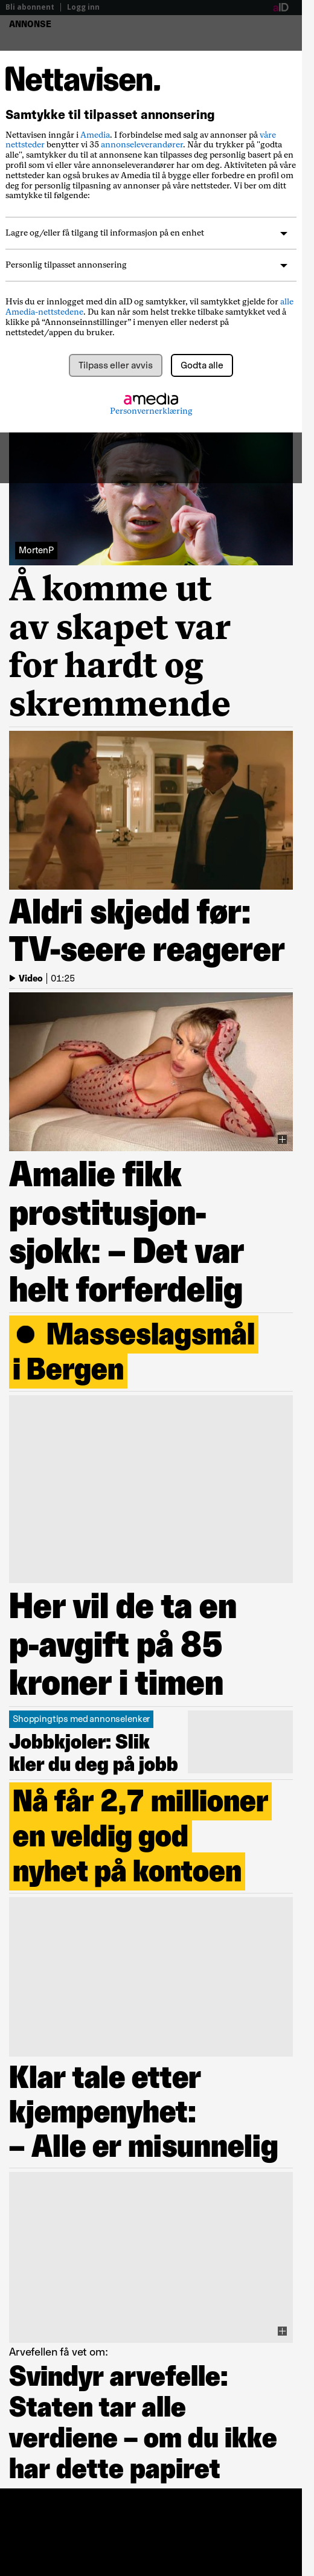 Bli abonnent
Logg inn
aID
ANNONSE
Nettavisen.
Samtykke til tilpasset annonsering
Nettavisen inngår i Amedia. I forbindelse med salg av annonser på våre
nettsteder benytter vi 35 annonseleverandører. Når du trykker på "godta
alle", samtykker du til at annonsene kan tilpasses deg personlig basert på en
profil som vi eller våre annonseleverandører har om deg. Aktiviteten på våre
nettsteder kan også brukes av Amedia til å bygge eller forbedre en profil om
deg for personlig tilpasning av annonser på våre nettsteder. Vi ber om ditt
samtykke til følgende:
Lagre og/eller få tilgang til informasjon på en enhet
Personlig tilpasset annonsering
Hvis du er innlogget med din aID og samtykker, vil samtykket gjelde for alle
Amedia-nettstedene. Du kan når som helst trekke tilbake samtykket ved å
klikke på “Annonseinnstillinger” i menyen eller nederst på
nettstedet/appen du bruker.
Tilpass eller avvis
Godta alle
amedia
Personvernerklæring
MortenP
Å komme ut
av skapet var
for hardt og
skremmende
Aldri skjedd før:
TV-seere reagerer
Video | 01:25
Amalie fikk
prostitusjon-
sjokk: – Det var
helt forferdelig
Masseslagsmål
i Bergen
Her vil de ta en
p-avgift på 85
kroner i timen
Shoppingtips med annonselenker
Jobbkjoler: Slik
kler du deg på jobb
Nå får 2,7 millioner
en veldig god
nyhet på kontoen
Klar tale etter
kjempenyhet:
– Alle er misunnelig
Arvefellen få vet om:
Svindyr arvefelle:
Staten tar alle
verdiene – om du ikke
har dette papiret